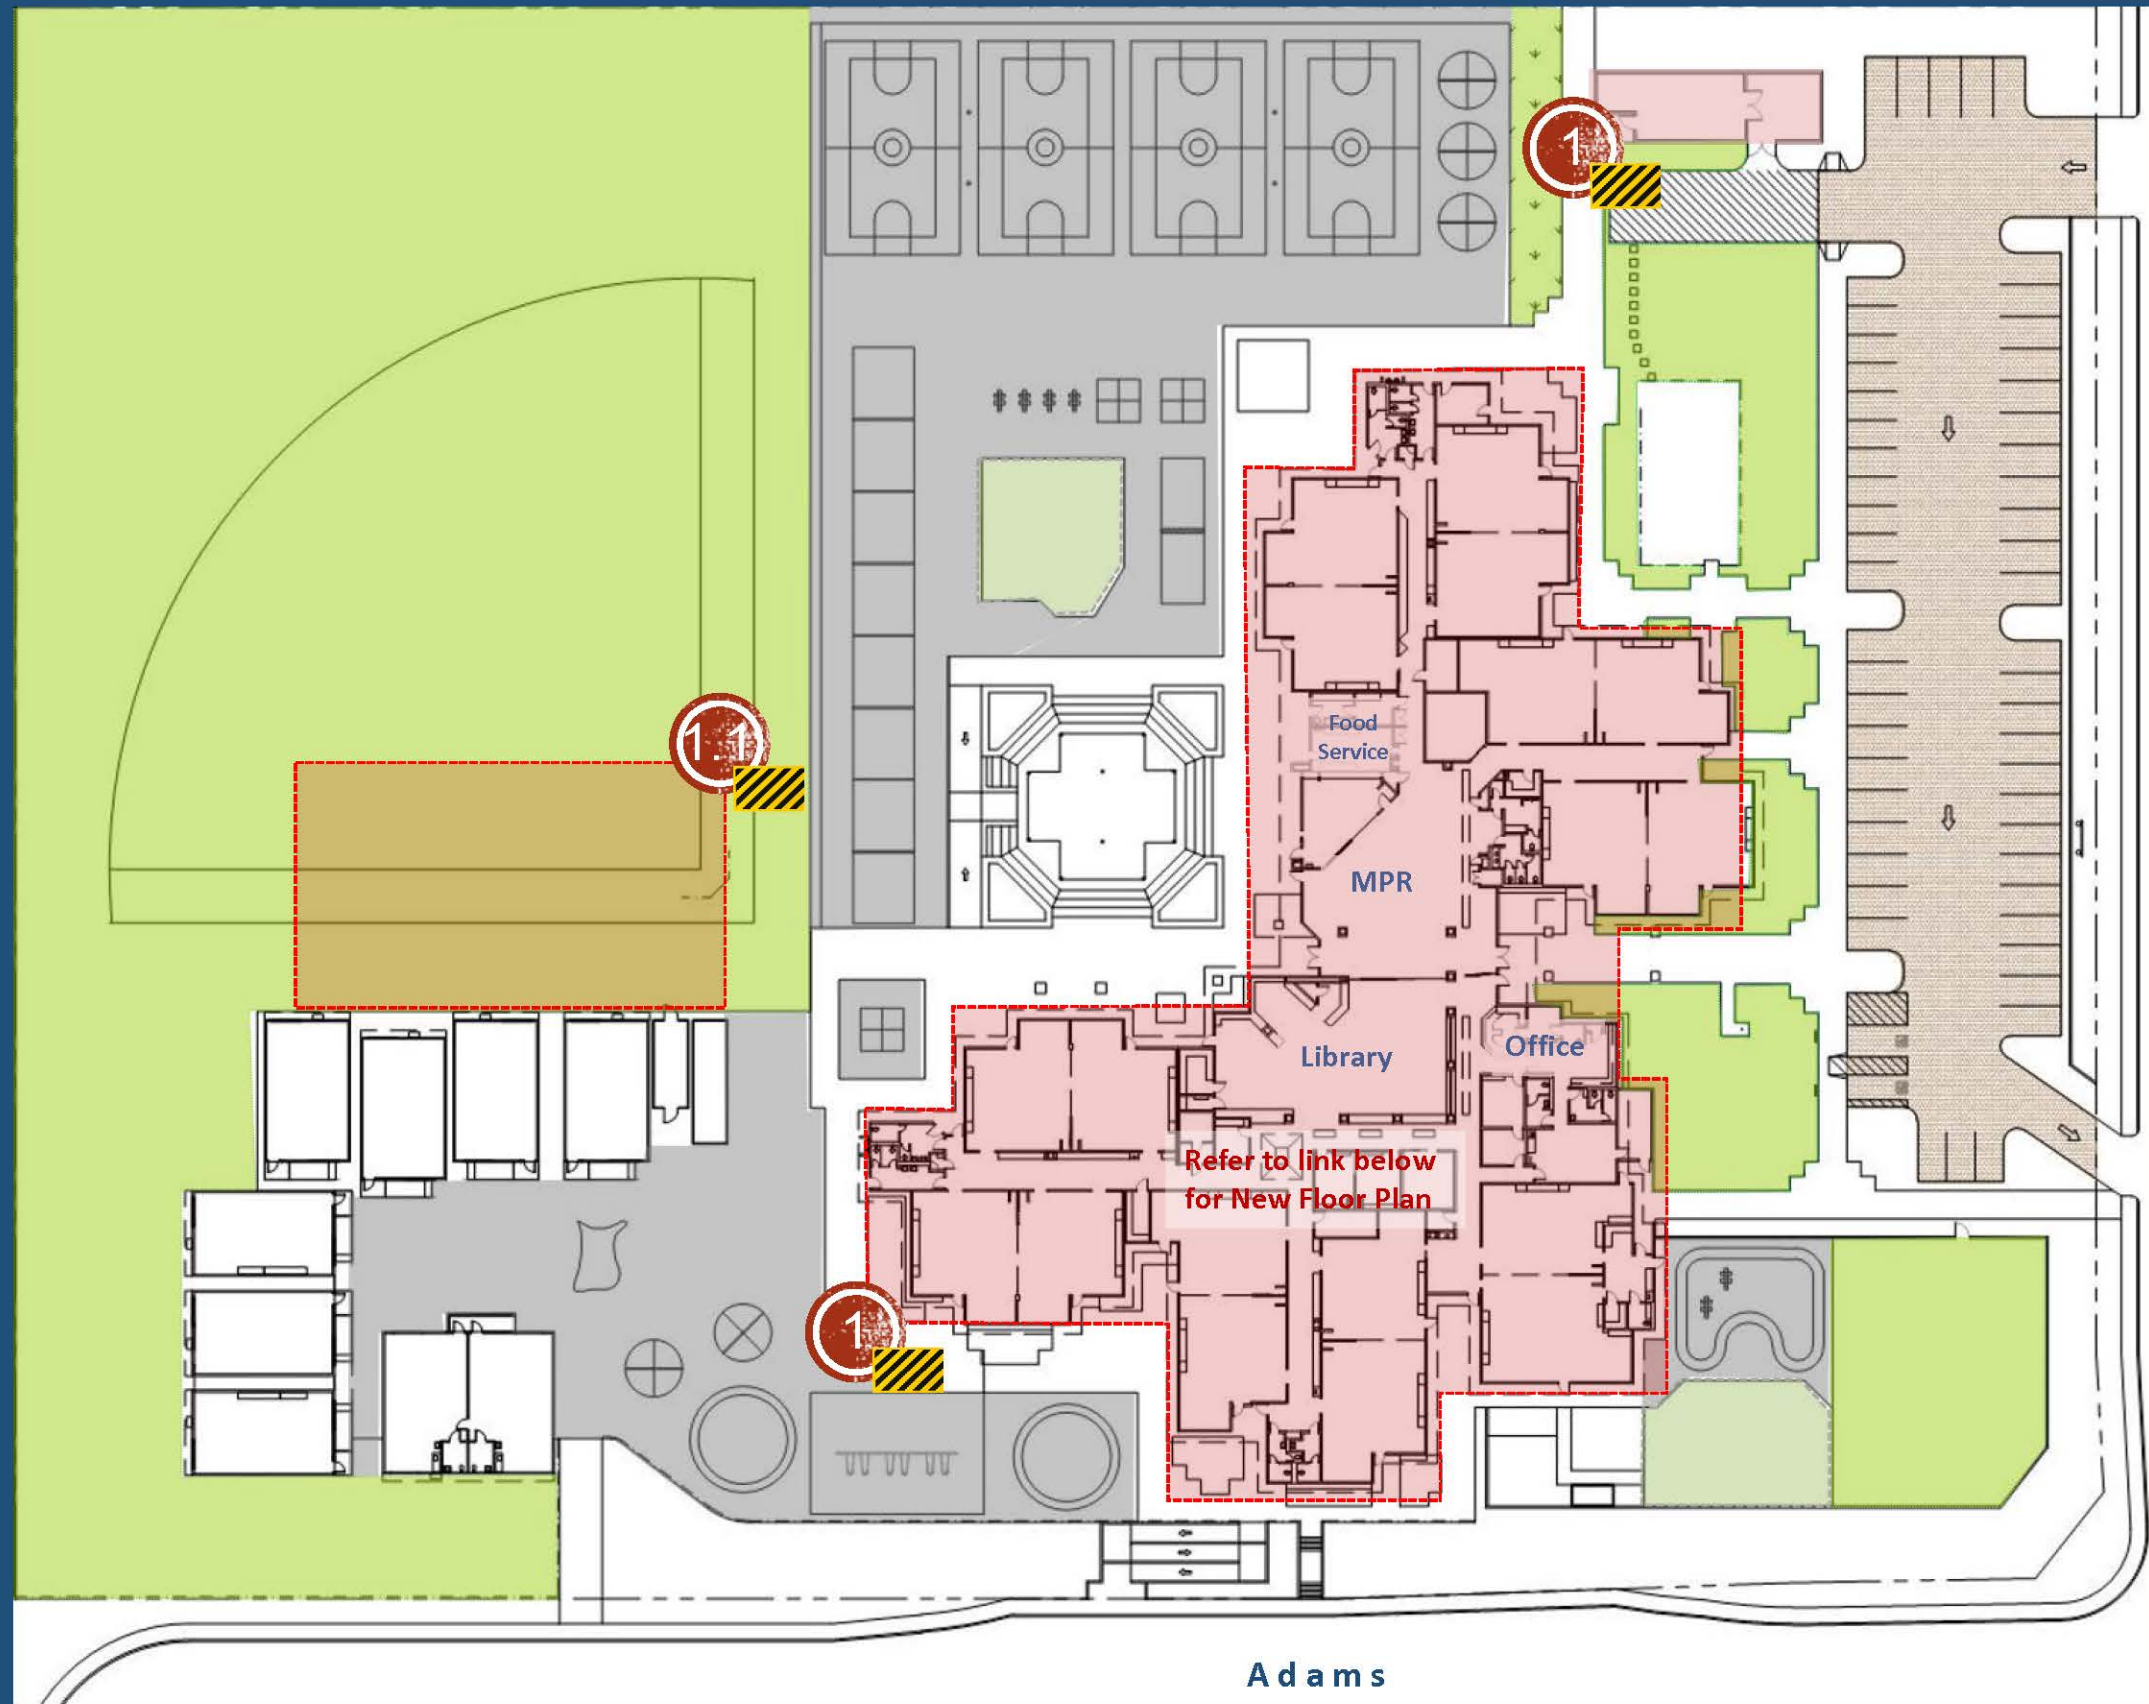 1
Food
Service
1.1
MPR
Library
Office
Refer to link below
for New Floor Plan
1
Adams